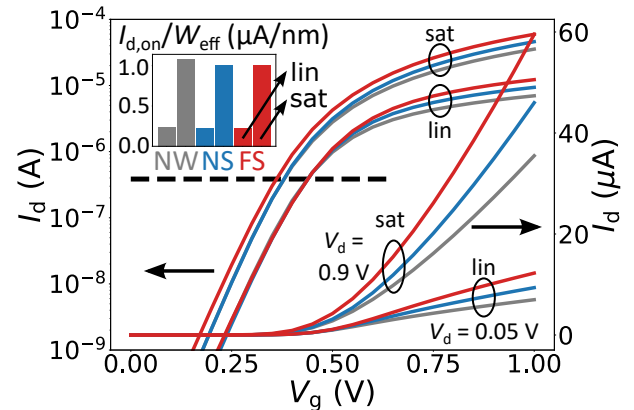 I_d,on/W_eff (μA/nm)
1.0
0.5
0.0
NW NS FS
lin
sat
sat
lin
sat
V_d =
0.9 V
lin
V_d = 0.05 V
10⁻⁴
10⁻⁵
10⁻⁶
10⁻⁷
10⁻⁸
10⁻⁹
I_d (A)
60
40
20
0
I_d (μA)
0.00 0.25 0.50 0.75 1.00
V_g (V)